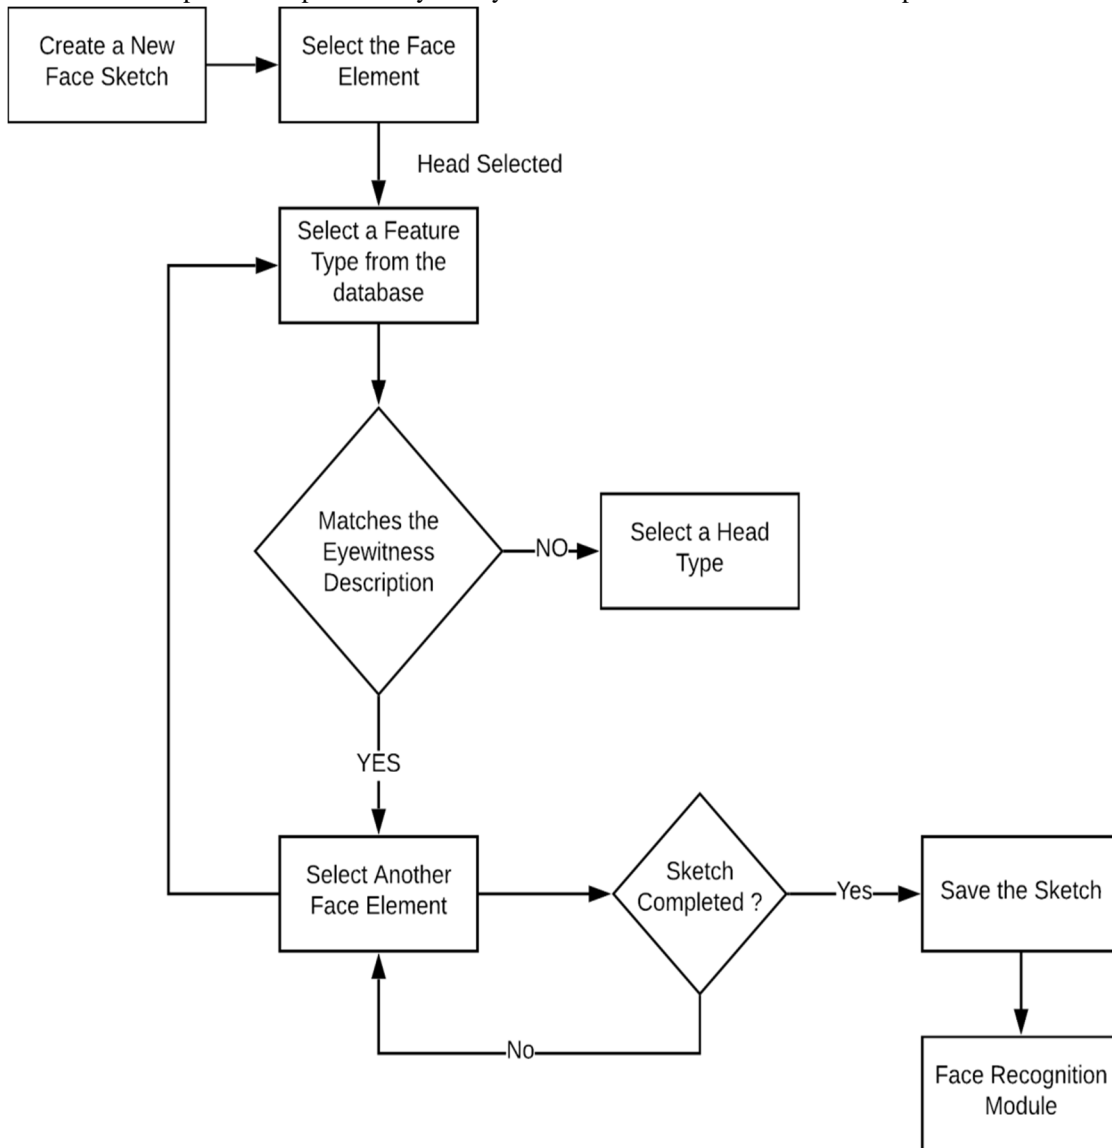 Create a New
Face Sketch
Select the Face
Element
Head Selected
Select a Feature
Type from the
database
Matches the
Eyewitness
Description
NO
Select a Head
Type
YES
Select Another
Face Element
Sketch
Completed ?
Yes
Save the Sketch
No
Face Recognition
Module